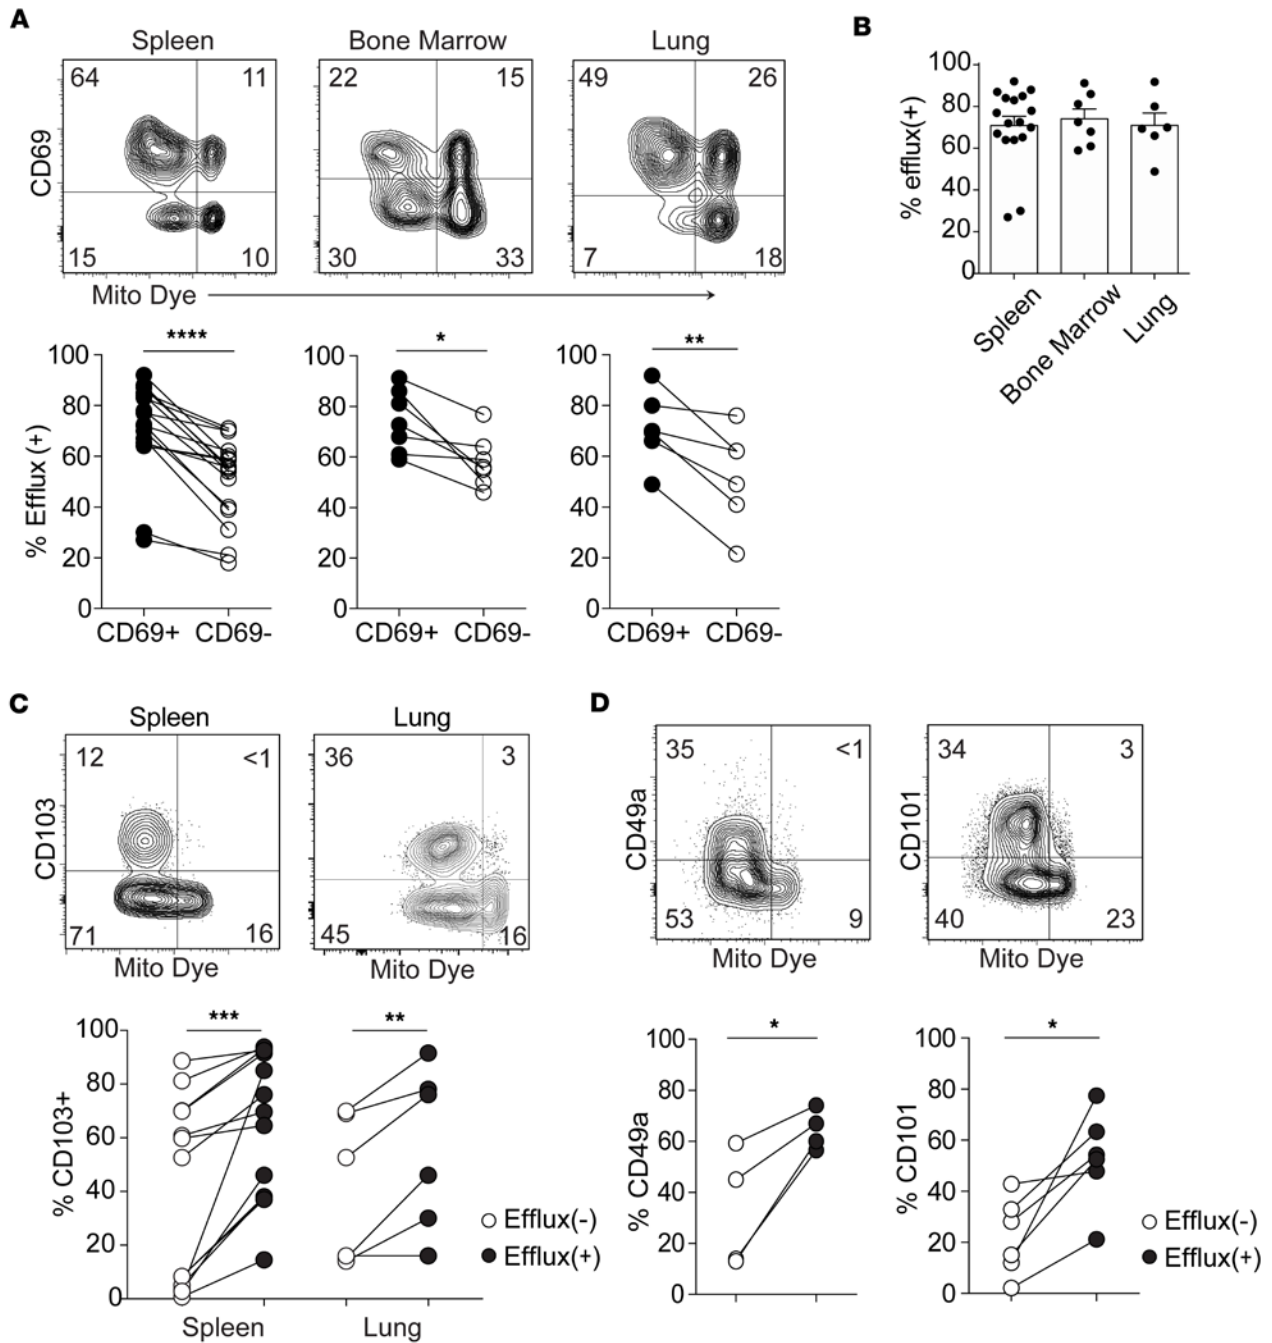 A
Spleen
Bone Marrow
Lung
CD69
64
11
15
10
22
15
30
33
49
26
7
18
Mito Dye
B
% efflux(+)
100
80
60
40
20
0
Spleen
Bone Marrow
Lung
% Efflux (+)
100
80
60
40
20
0
****
CD69+ CD69-
100
80
60
40
20
0
*
CD69+ CD69-
100
80
60
40
20
0
**
CD69+ CD69-
C
Spleen
Lung
CD103
12
<1
71
16
Mito Dye
36
3
45
16
Mito Dye
% CD103+
100
80
60
40
20
0
***
**
Spleen
Lung
Efflux(-)
Efflux(+)
D
CD49a
35
<1
53
9
Mito Dye
CD101
34
3
40
23
Mito Dye
% CD49a
100
80
60
40
20
0
*
% CD101
100
80
60
40
20
0
*
Efflux(-)
Efflux(+)